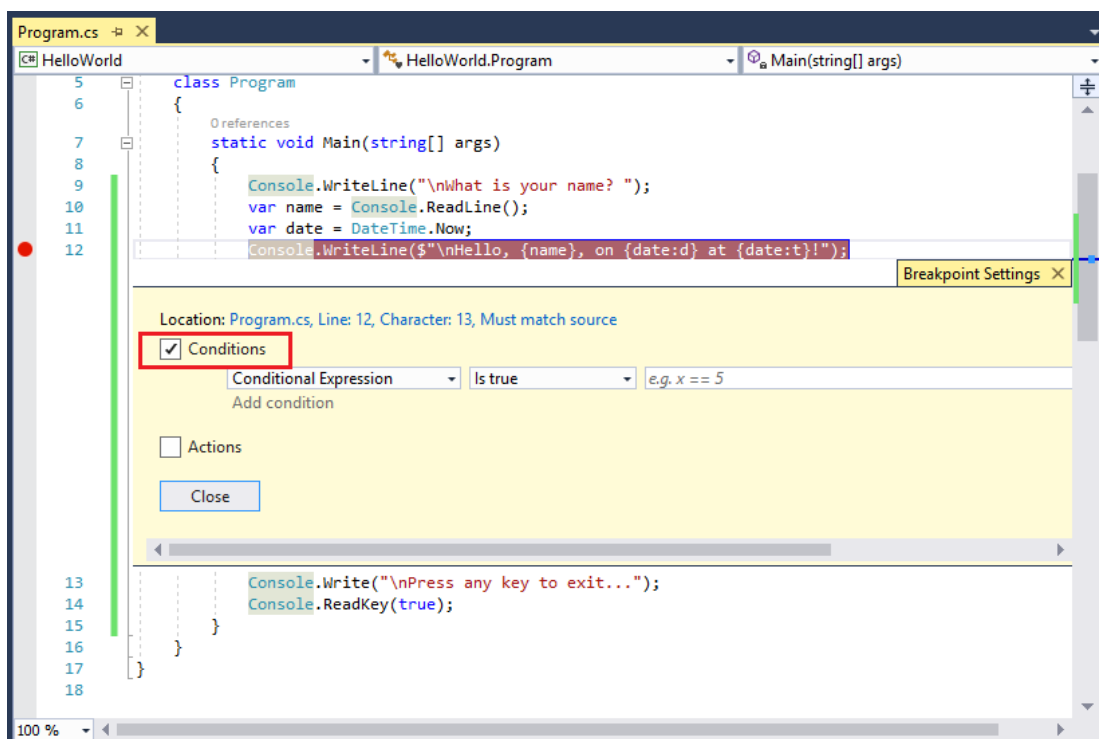 Program.cs
C# HelloWorld HelloWorld.Program Main(string[] args)
5 class Program
6 {
0 references
7 static void Main(string[] args)
8 {
9 Console.WriteLine("\nWhat is your name? ");
10 var name = Console.ReadLine();
11 var date = DateTime.Now;
12 Console.WriteLine($"\nHello, {name}, on {date:d} at {date:t}!");
Breakpoint Settings
Location: Program.cs, Line: 12, Character: 13, Must match source
Conditions
Conditional Expression Is true e.g. x == 5
Add condition
Actions
Close
13 Console.Write("\nPress any key to exit...");
14 Console.ReadKey(true);
15 }
16 }
17 }
18
100 %